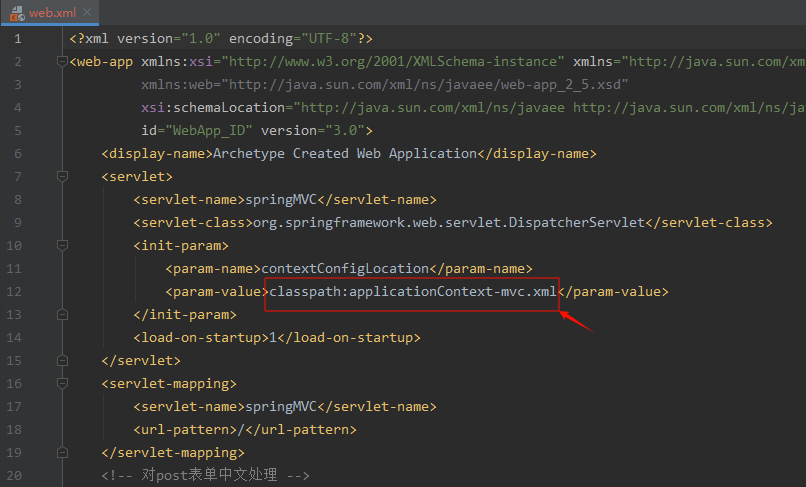 web.xml
1 <?xml version="1.0" encoding="UTF-8"?>
2 <web-app xmlns:xsi="http://www.w3.org/2001/XMLSchema-instance" xmlns="http://java.sun.com/xm
3 xmlns:web="http://java.sun.com/xml/ns/javaee/web-app_2_5.xsd"
4 xsi:schemaLocation="http://java.sun.com/xml/ns/javaee http://java.sun.com/xml/ns/ja
5 id="WebApp_ID" version="3.0">
6 <display-name>Archetype Created Web Application</display-name>
7 <servlet>
8 <servlet-name>springMVC</servlet-name>
9 <servlet-class>org.springframework.web.servlet.DispatcherServlet</servlet-class>
10 <init-param>
11 <param-name>contextConfigLocation</param-name>
12 <param-value>classpath:applicationContext-mvc.xml</param-value>
13 </init-param>
14 <load-on-startup>1</load-on-startup>
15 </servlet>
16 <servlet-mapping>
17 <servlet-name>springMVC</servlet-name>
18 <url-pattern>/</url-pattern>
19 </servlet-mapping>
20 <!-- 对post表单中文处理 -->